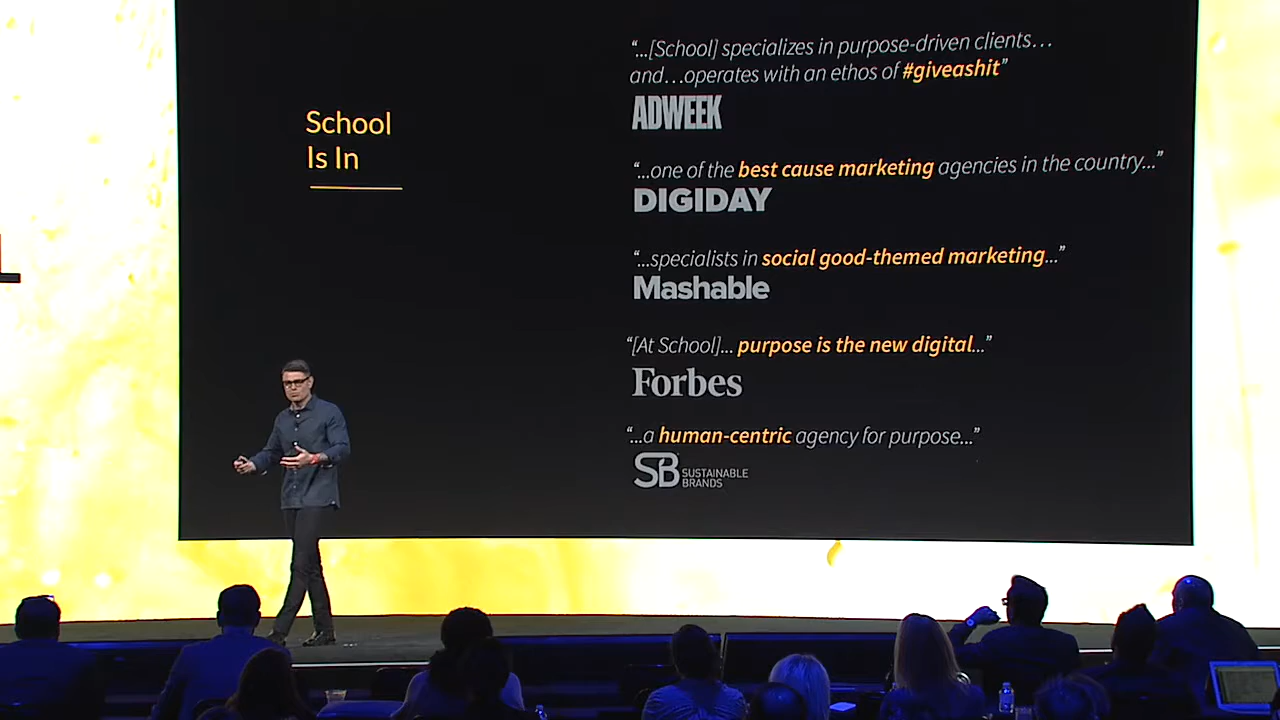 School
Is In
“...[School] specializes in purpose-driven clients…
and…operates with an ethos of #giveashit”
ADWEEK
“...one of the best cause marketing agencies in the country...”
DIGIDAY
“...specialists in social good-themed marketing...”
Mashable
“[At School]... purpose is the new digital...”
Forbes
“...a human-centric agency for purpose...”
SB SUSTAINABLE
BRANDS